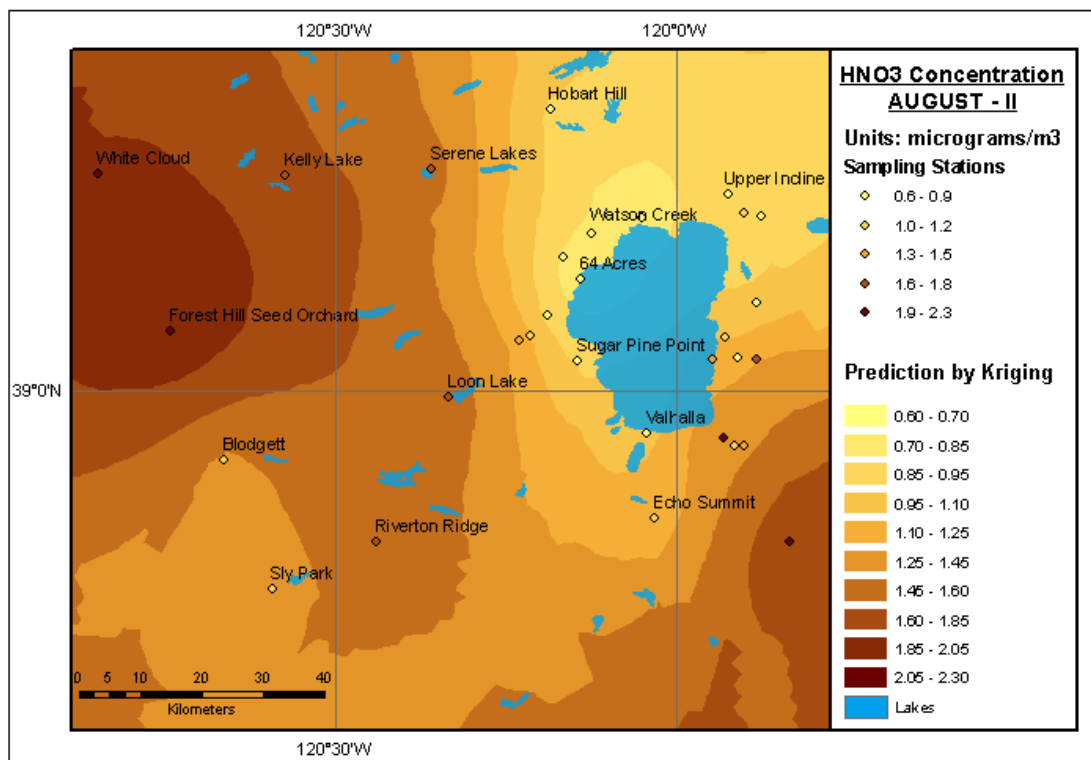 120°30'W 120°0'W
HNO3 Concentration
AUGUST - II
Units: micrograms/m3
Sampling Stations
0.6 - 0.9
1.0 - 1.2
1.3 - 1.5
1.6 - 1.8
1.9 - 2.3
Prediction by Kriging
0.60 - 0.70
0.70 - 0.85
0.85 - 0.95
0.95 - 1.10
1.10 - 1.25
1.25 - 1.45
1.45 - 1.60
1.60 - 1.85
1.85 - 2.05
2.05 - 2.30
Lakes
Hobart Hill
White Cloud
Kelly Lake
Serene Lakes
Upper Incline
Watson Creek
64 Acres
Forest Hill Seed Orchard
Sugar Pine Point
39°0'N
Loon Lake
Valhalla
Blodgett
Echo Summit
Riverton Ridge
Sly Park
0 5 10 20 30 40
Kilometers
120°30'W